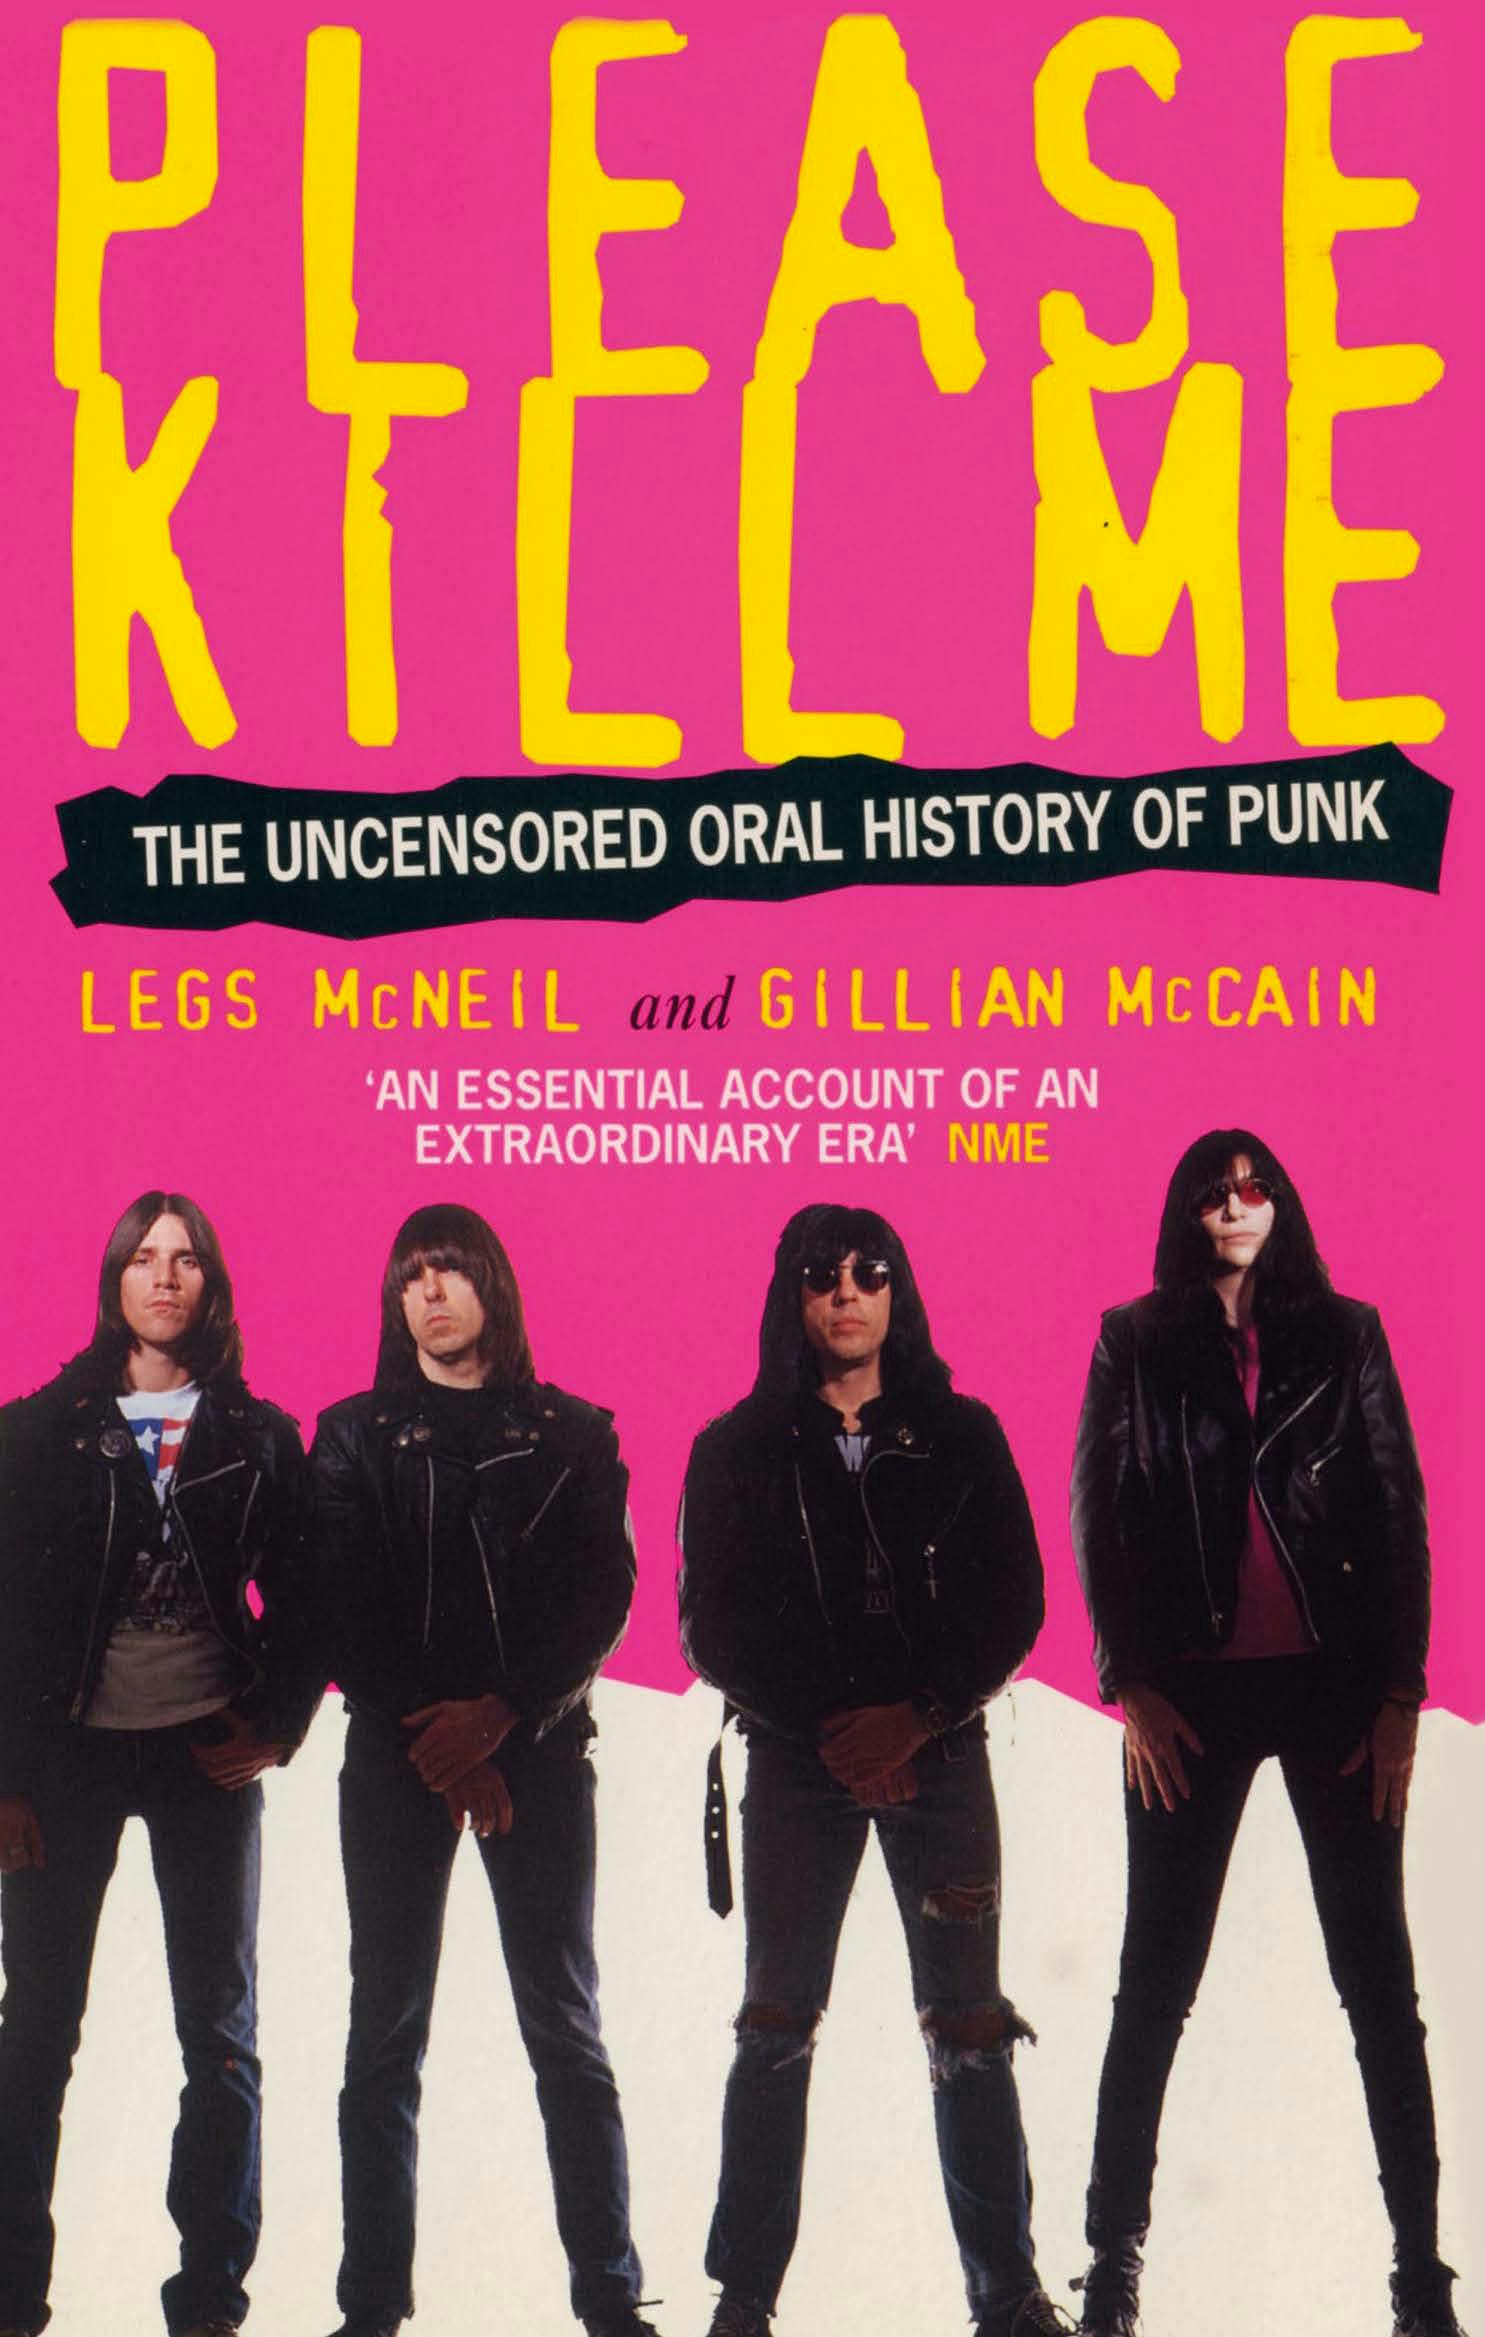 PLEASE
KILL ME
THE UNCENSORED ORAL HISTORY OF PUNK
LEGS McNEIL and GILLIAN McCAIN
‘AN ESSENTIAL ACCOUNT OF AN
EXTRAORDINARY ERA’ NME